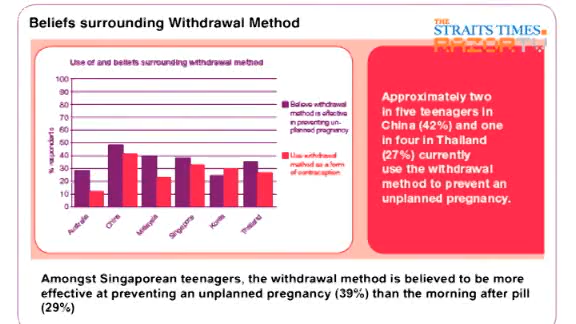 Beliefs surrounding Withdrawal Method
THE
STRAITS TIMES
RAZORTV
Use of and beliefs surrounding withdrawal method
100
90
80
70
60
50
40
30
20
10
0
% respondents
Australia
China
Malaysia
Singapore
Korea
Thailand
Believe withdrawal
method is effective
in preventing un-
planned pregnancy
Use withdrawal
method as a form
of contraception
Approximately two
in five teenagers in
China (42%) and one
in four in Thailand
(27%) currently
use the withdrawal
method to prevent an
unplanned pregnancy.
Amongst Singaporean teenagers, the withdrawal method is believed to be more
effective at preventing an unplanned pregnancy (39%) than the morning after pill
(29%)